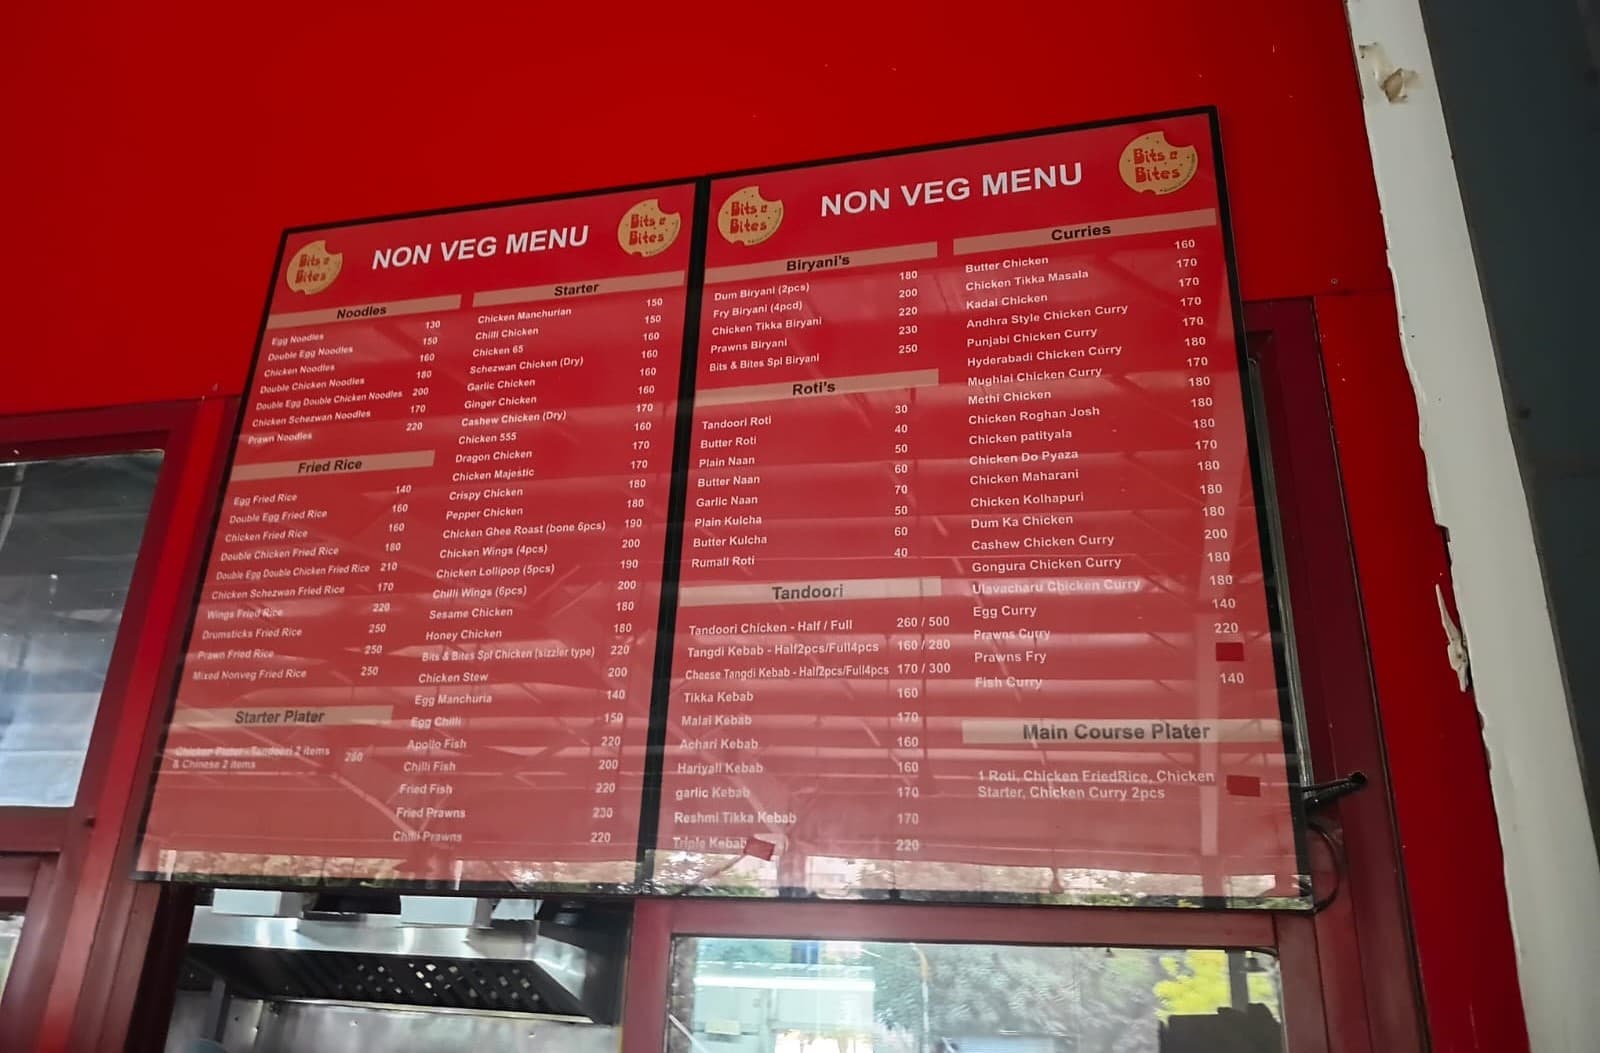 Bits e
Bites
NON VEG MENU
Bits e
Bites
Noodles
Egg Noodles 130
Double Egg Noodles 150
Chicken Noodles 160
Double Chicken Noodles 180
Double Egg Double Chicken Noodles 200
Chicken Schezwan Noodles 170
Prawn Noodles 220
Fried Rice
Egg Fried Rice 140
Double Egg Fried Rice 160
Chicken Fried Rice 160
Double Chicken Fried Rice 180
Double Egg Double Chicken Fried Rice 210
Chicken Schezwan Fried Rice 170
Wings Fried Rice 220
Drumsticks Fried Rice 250
Prawn Fried Rice 250
Mixed Nonveg Fried Rice 250
Starter Plater
Chicken Plater - Tandoori 2 items
& Chinese 2 items
Starter
Chicken Manchurian 150
Chilli Chicken 150
Chicken 65 160
Schezwan Chicken (Dry) 160
Garlic Chicken 160
Ginger Chicken 160
Cashew Chicken (Dry) 170
Chicken 555 160
Dragon Chicken 170
Chicken Majestic 170
Crispy Chicken 180
Pepper Chicken 180
Chicken Ghee Roast (bone 6pcs) 190
Chicken Wings (4pcs) 200
Chicken Lollipop (5pcs) 190
Chilli Wings (6pcs) 200
Sesame Chicken 180
Honey Chicken 180
Bits & Bites Spl Chicken (sizzler type) 220
Chicken Stew 200
Egg Manchuria 140
Egg Chilli 150
Apollo Fish 220
Chilli Fish 200
Fried Fish 220
Fried Prawns 230
Chilli Prawns 220
Bits e
Bites
NON VEG MENU
Bits e
Bites
Biryani's
Dum Biryani (2pcs) 180
Fry Biryani (4pcd) 200
Chicken Tikka Biryani 220
Prawns Biryani 230
Bits & Bites Spl Biryani 250
Roti's
Tandoori Roti 30
Butter Roti 40
Plain Naan 50
Butter Naan 60
Garlic Naan 70
Plain Kulcha 50
Butter Kulcha 60
Rumali Roti 40
Tandoori
Tandoori Chicken - Half / Full 260 / 500
Tangdi Kebab - Half2pcs/Full4pcs 160 / 280
Cheese Tangdi Kebab - Half2pcs/Full4pcs 170 / 300
Tikka Kebab 160
Malai Kebab 170
Achari Kebab 160
Hariyali Kebab 160
garlic Kebab 170
Reshmi Tikka Kebab 170
Triple Kebab 220
Curries
Butter Chicken 160
Chicken Tikka Masala 170
Kadai Chicken 170
Andhra Style Chicken Curry 170
Punjabi Chicken Curry 170
Hyderabadi Chicken Curry 180
Mughlai Chicken Curry 170
Methi Chicken 180
Chicken Roghan Josh 180
Chicken patityala 180
Chicken Do Pyaza 170
Chicken Maharani 180
Chicken Kolhapuri 180
Dum Ka Chicken 180
Cashew Chicken Curry 200
Gongura Chicken Curry 180
Ulavacharu Chicken Curry 180
Egg Curry 140
Prawns Curry 220
Prawns Fry
Fish Curry 140
Main Course Plater
1 Roti, Chicken FriedRice, Chicken
Starter, Chicken Curry 2pcs